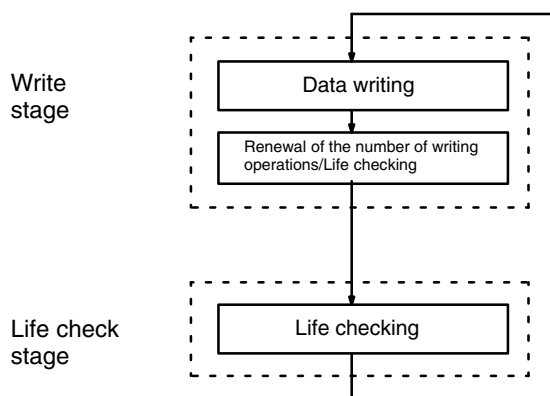 Write
stage
Data writing
Renewal of the number of writing
operations/Life checking
Life check
stage
Life checking